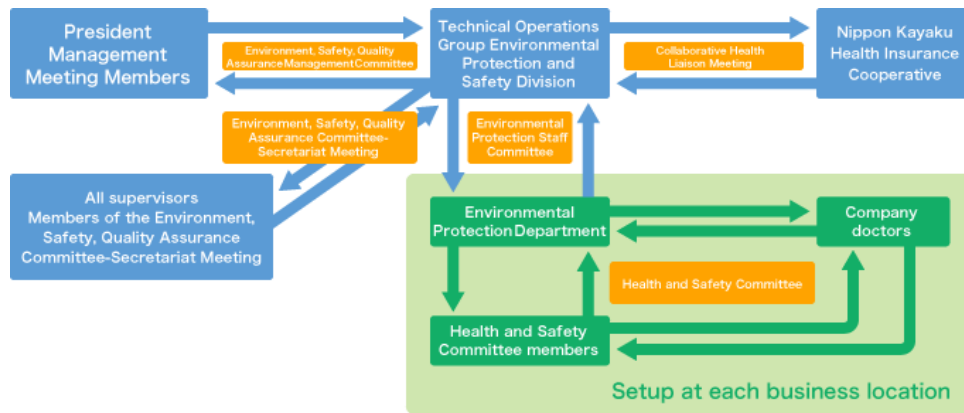 President
Management
Meeting Members
Environment, Safety, Quality
Assurance Management Committee
Technical Operations
Group Environmental
Protection and
Safety Division
Collaborative Health
Liaison Meeting
Nippon Kayaku
Health Insurance
Cooperative
Environment, Safety, Quality
Assurance Committee-
Secretariat Meeting
Environmental
Protection Staff
Committee
All supervisors
Members of the Environment,
Safety, Quality Assurance
Committee-Secretariat Meeting
Environmental
Protection Department
Company
doctors
Health and Safety Committee
Health and Safety
Committee members
Setup at each business location